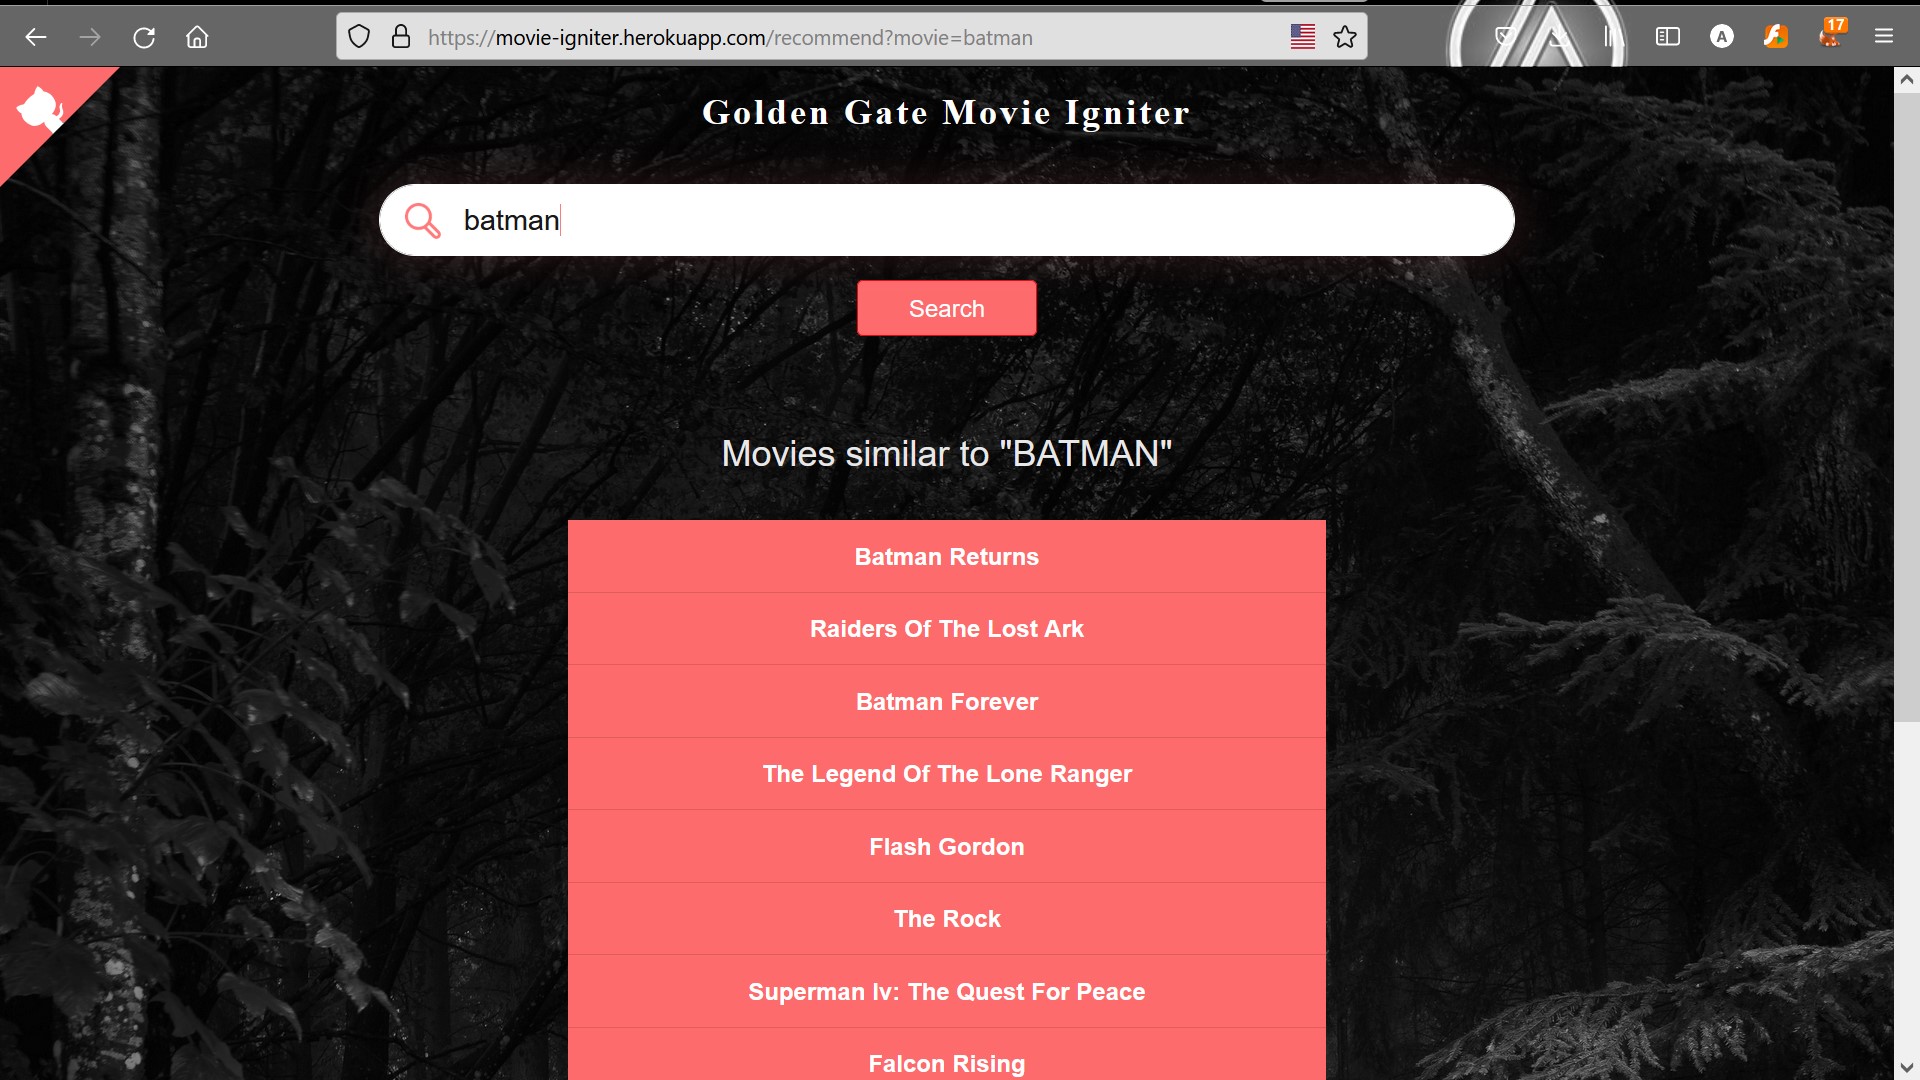 https://movie-igniter.herokuapp.com/recommend?movie=batman
A
17
Golden Gate Movie Igniter
batman
Search
Movies similar to "BATMAN"
Batman Returns
Raiders Of The Lost Ark
Batman Forever
The Legend Of The Lone Ranger
Flash Gordon
The Rock
Superman Iv: The Quest For Peace
Falcon Rising